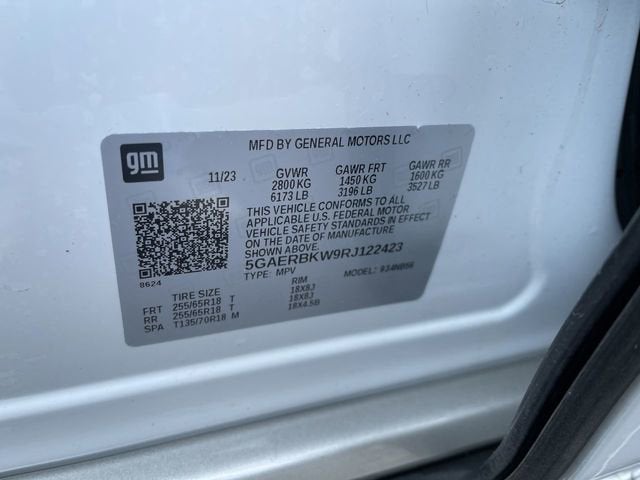 MFD BY GENERAL MOTORS LLC
gm
11/23 GVWR GAWR FRT GAWR RR
2800 KG 1450 KG 1600 KG
6173 LB 3196 LB 3527 LB
THIS VEHICLE CONFORMS TO ALL
APPLICABLE U.S. FEDERAL MOTOR
VEHICLE SAFETY STANDARDS IN EFFECT
ON THE DATE OF MANUFACTURE
SHOWN ABOVE.
5GAERBKW9RJ122423
8624
TYPE: MPV MODEL:
TIRE SIZE RIM
FRT 255/65R18 T 18X8J
RR 255/65R18 T 18X8J
SPA T135/70R18 M 18X4.5B